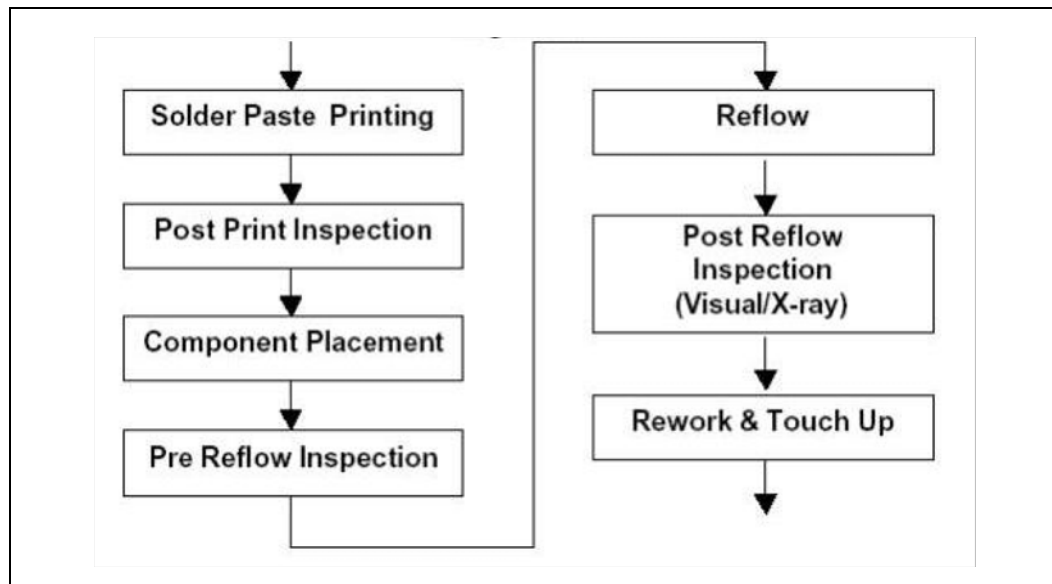 Solder Paste Printing
Post Print Inspection
Component Placement
Pre Reflow Inspection
Reflow
Post Reflow
Inspection
(Visual/X-ray)
Rework & Touch Up